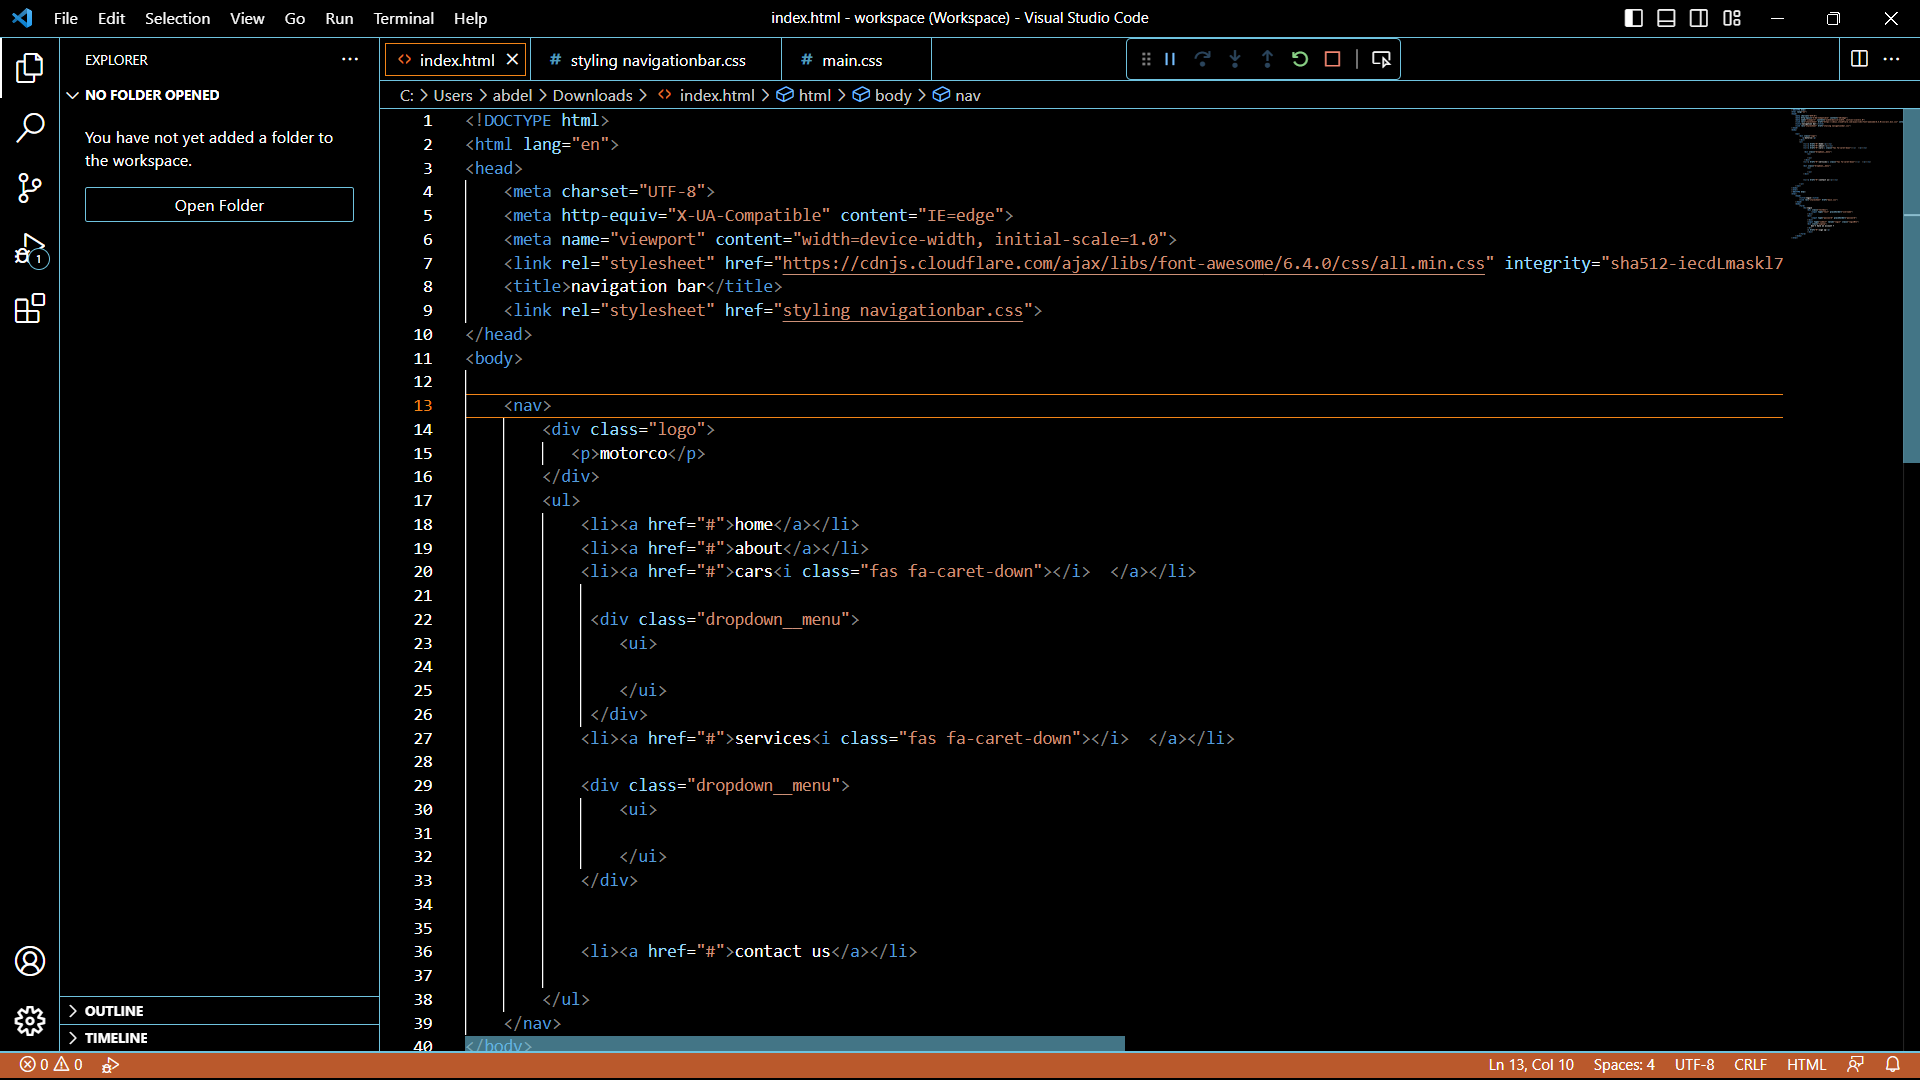 File Edit Selection View Go Run Terminal Help
index.html - workspace (Workspace) - Visual Studio Code
EXPLORER
NO FOLDER OPENED
You have not yet added a folder to
the workspace.
Open Folder
1
OUTLINE
TIMELINE
index.html
# styling navigationbar.css
# main.css
C: > Users > abdel > Downloads > <> index.html > html > body > nav
1 <!DOCTYPE html>
2 <html lang="en">
3 <head>
4 <meta charset="UTF-8">
5 <meta http-equiv="X-UA-Compatible" content="IE=edge">
6 <meta name="viewport" content="width=device-width, initial-scale=1.0">
7 <link rel="stylesheet" href="https://cdnjs.cloudflare.com/ajax/libs/font-awesome/6.4.0/css/all.min.css" integrity="sha512-iecdLmaskl7
8 <title>navigation bar</title>
9 <link rel="stylesheet" href="styling navigationbar.css">
10 </head>
11 <body>
12
13 <nav>
14 <div class="logo">
15 <p>motorco</p>
16 </div>
17 <ul>
18 <li><a href="#">home</a></li>
19 <li><a href="#">about</a></li>
20 <li><a href="#">cars<i class="fas fa-caret-down"></i>  </a></li>
21
22 <div class="dropdown__menu">
23 <ui>
24
25 </ui>
26 </div>
27 <li><a href="#">services<i class="fas fa-caret-down"></i>  </a></li>
28
29 <div class="dropdown__menu">
30 <ui>
31
32 </ui>
33 </div>
34
35
36 <li><a href="#">contact us</a></li>
37
38 </ul>
39 </nav>
40 </body>
0 0
Ln 13, Col 10 Spaces: 4 UTF-8 CRLF HTML